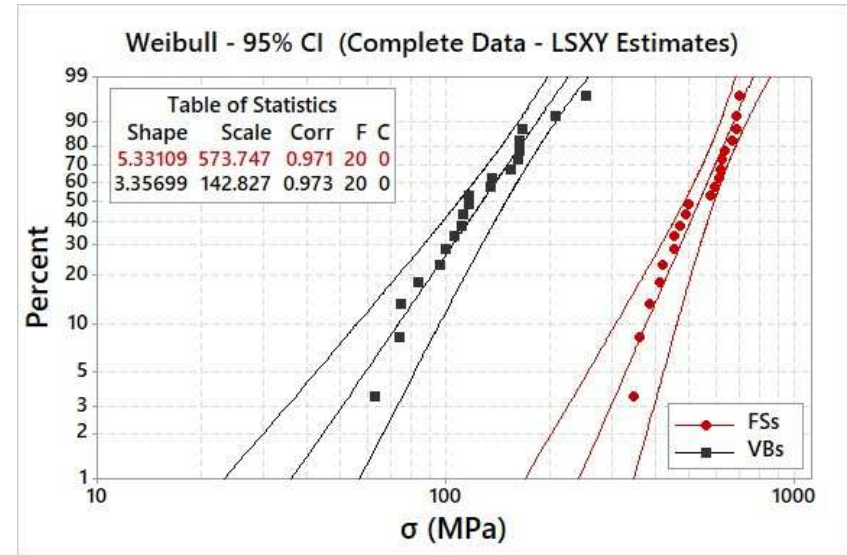 Weibull - 95% CI (Complete Data - LSXY Estimates)
99
90
80
70
60
50
40
30
20
10
5
3
2
1
Percent
Table of Statistics
Shape Scale Corr F C
5.33109 573.747 0.971 20 0
3.35699 142.827 0.973 20 0
FSs
VBs
10 100 1000
σ (MPa)